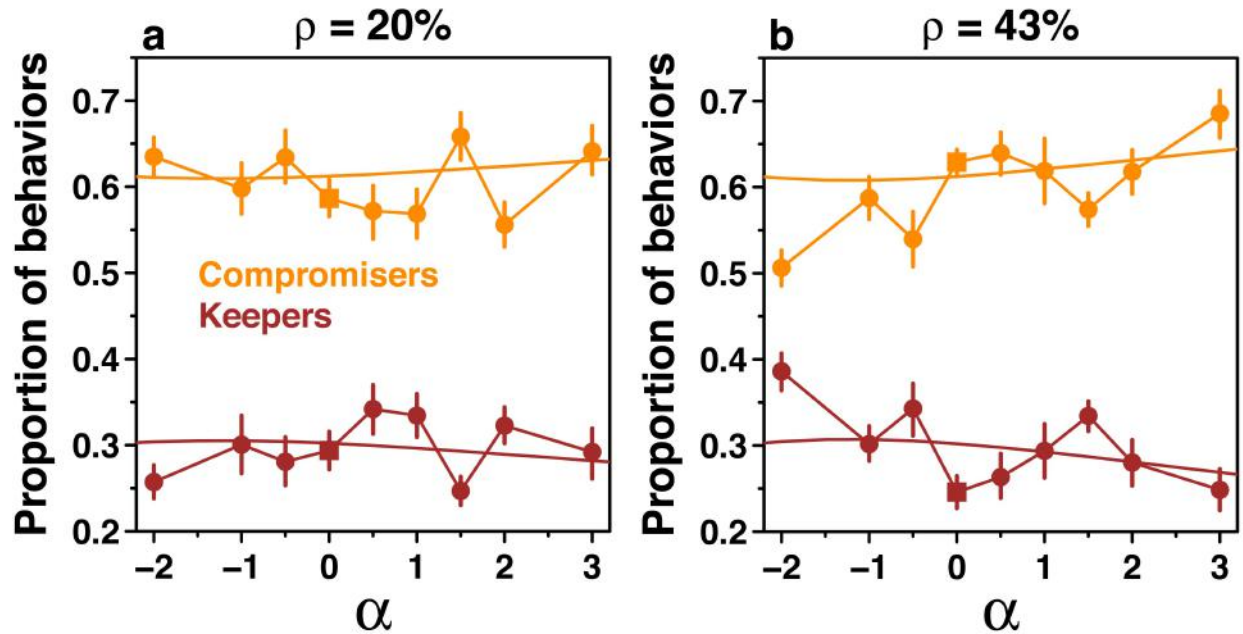 a ρ = 20%
b ρ = 43%
Proportion of behaviors
0.7
0.6
0.5
0.4
0.3
0.2
Compromisers
Keepers
−2 −1 0 1 2 3
α
Proportion of behaviors
0.7
0.6
0.5
0.4
0.3
0.2
−2 −1 0 1 2 3
α